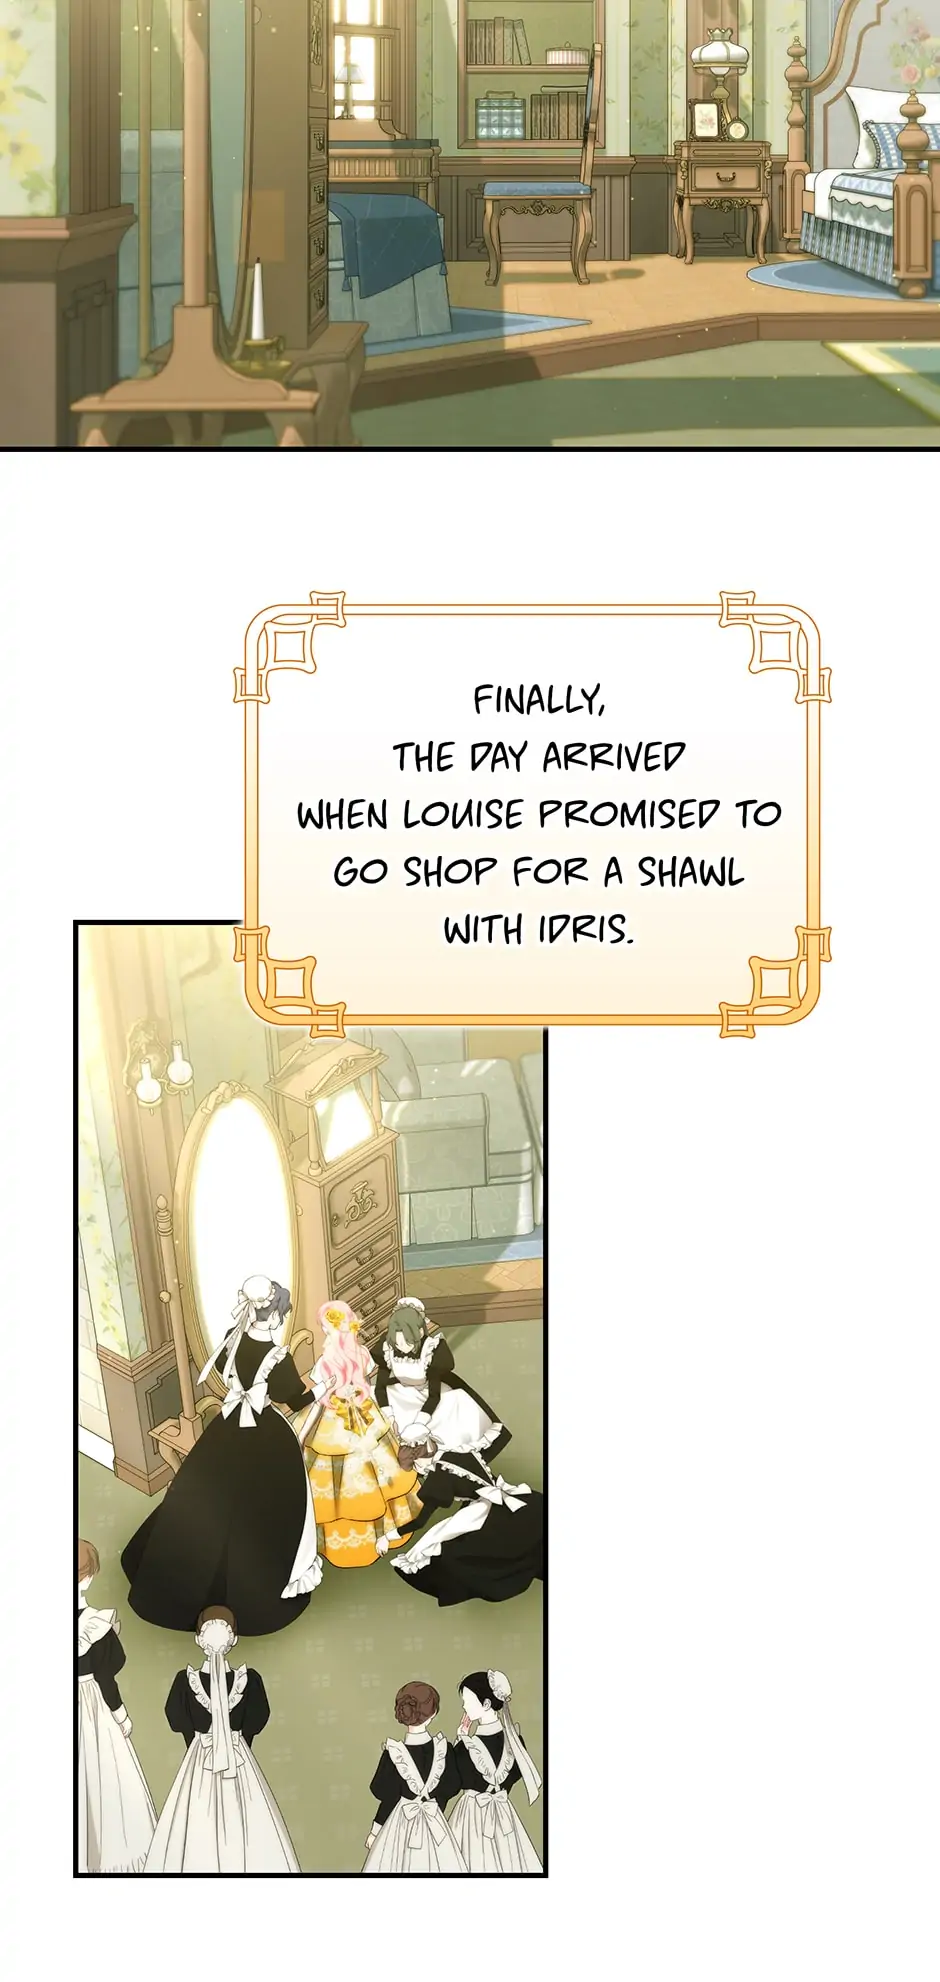 FINALLY,
THE DAY ARRIVED
WHEN LOUISE PROMISED TO
GO SHOP FOR A SHAWL
WITH IDRIS.